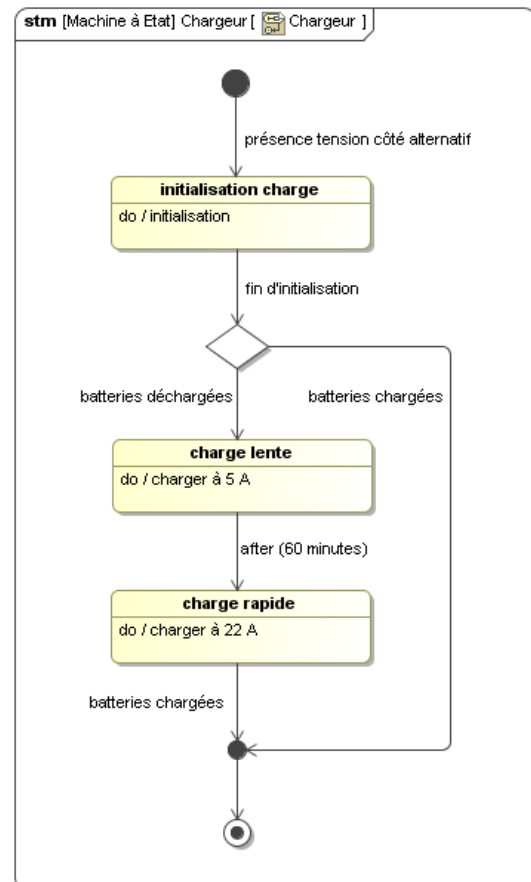 stm [Machine à Etat] Chargeur [ Chargeur ]
présence tension côté alternatif
initialisation charge
do / initialisation
fin d'initialisation
batteries déchargées
batteries chargées
charge lente
do / charger à 5 A
after (60 minutes)
charge rapide
do / charger à 22 A
batteries chargées